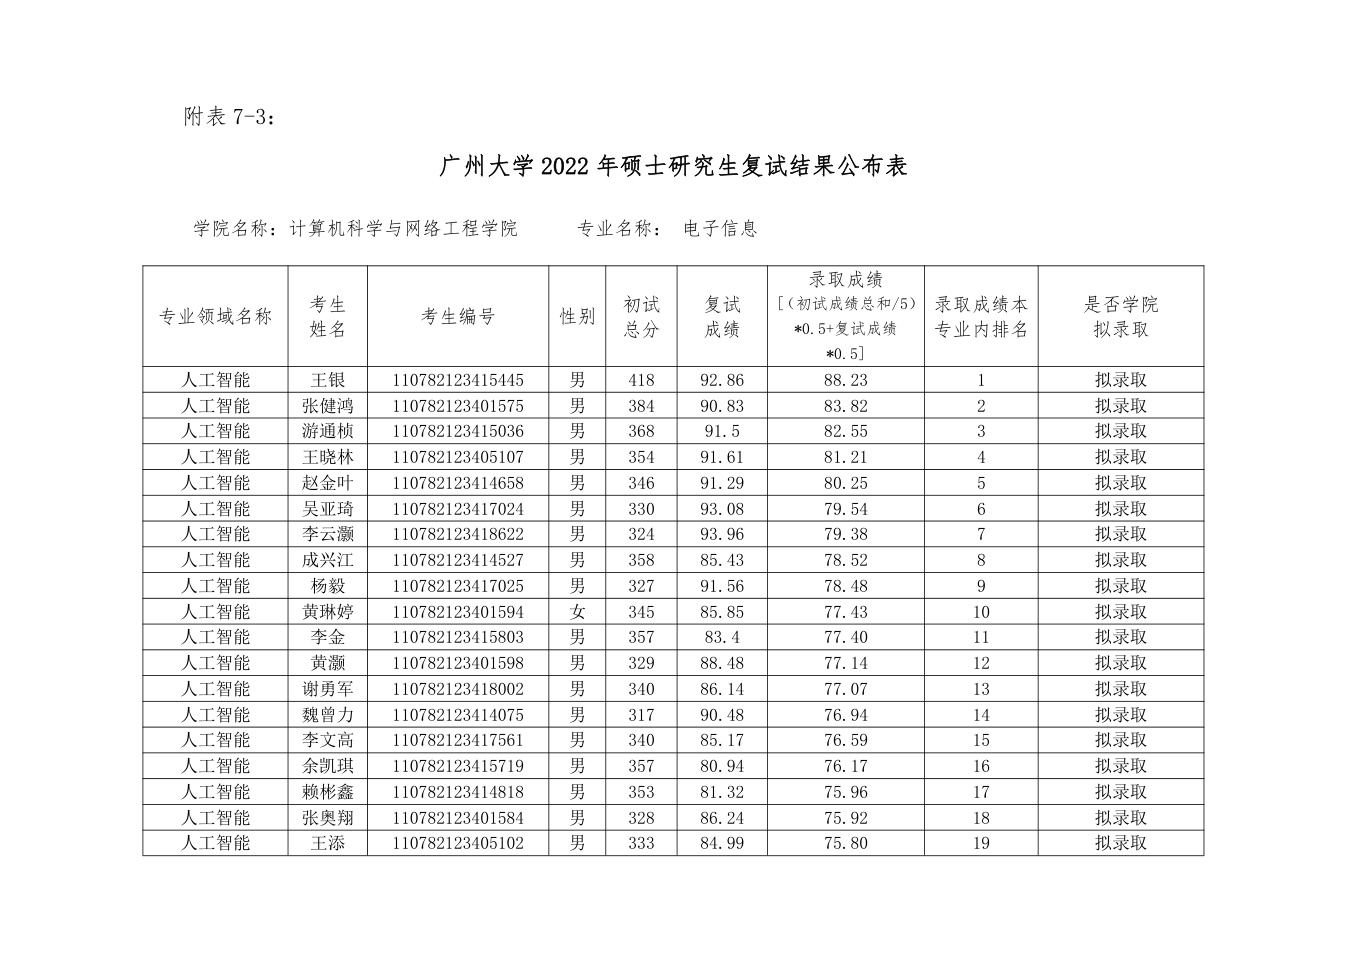 附表 7-3：
广州大学 2022 年硕士研究生复试结果公布表
学院名称：计算机科学与网络工程学院 专业名称： 电子信息
专业领域名称 考生姓名 考生编号 性别 初试总分 复试成绩 录取成绩[（初试成绩总和/5）*0.5+复试成绩*0.5] 录取成绩本专业内排名 是否学院拟录取
人工智能 王银 110782123415445 男 418 92.86 88.23 1 拟录取
人工智能 张健鸿 110782123401575 男 384 90.83 83.82 2 拟录取
人工智能 游通桢 110782123415036 男 368 91.5 82.55 3 拟录取
人工智能 王晓林 110782123405107 男 354 91.61 81.21 4 拟录取
人工智能 赵金叶 110782123414658 男 346 91.29 80.25 5 拟录取
人工智能 吴亚琦 110782123417024 男 330 93.08 79.54 6 拟录取
人工智能 李云灏 110782123418622 男 324 93.96 79.38 7 拟录取
人工智能 成兴江 110782123414527 男 358 85.43 78.52 8 拟录取
人工智能 杨毅 110782123417025 男 327 91.56 78.48 9 拟录取
人工智能 黄琳婷 110782123401594 女 345 85.85 77.43 10 拟录取
人工智能 李金 110782123415803 男 357 83.4 77.40 11 拟录取
人工智能 黄灏 110782123401598 男 329 88.48 77.14 12 拟录取
人工智能 谢勇军 110782123418002 男 340 86.14 77.07 13 拟录取
人工智能 魏曾力 110782123414075 男 317 90.48 76.94 14 拟录取
人工智能 李文高 110782123417561 男 340 85.17 76.59 15 拟录取
人工智能 余凯琪 110782123415719 男 357 80.94 76.17 16 拟录取
人工智能 赖彬鑫 110782123414818 男 353 81.32 75.96 17 拟录取
人工智能 张奥翔 110782123401584 男 328 86.24 75.92 18 拟录取
人工智能 王添 110782123405102 男 333 84.99 75.80 19 拟录取